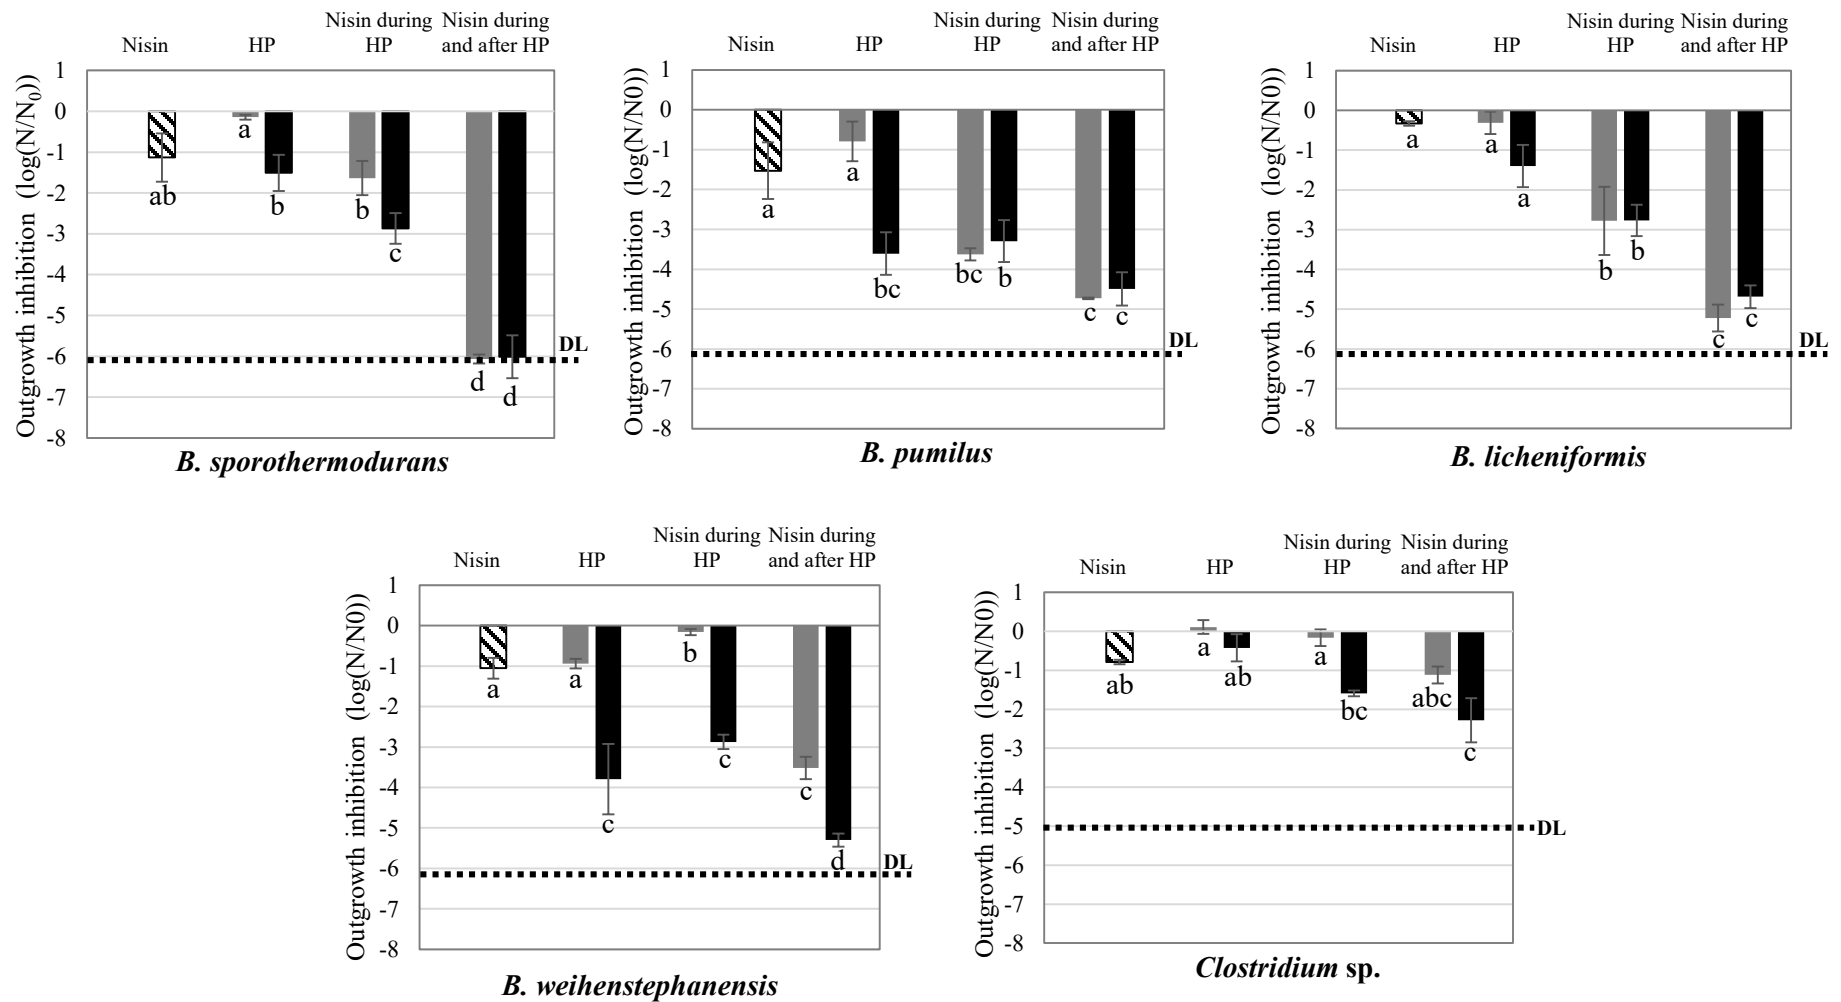 Nisin HP Nisin during HP Nisin during and after HP
Outgrowth inhibition (log(N/N₀))
1
0
-1
-2
-3
-4
-5
-6
-7
-8
ab
a
b
b
c
d
d
DL
B. sporothermodurans
Nisin HP Nisin during HP Nisin during and after HP
Outgrowth inhibition (log(N/N0))
1
0
-1
-2
-3
-4
-5
-6
-7
-8
a
a
bc
bc
b
c
c
DL
B. pumilus
Nisin HP Nisin during HP Nisin during and after HP
Outgrowth inhibition (log(N/N0))
1
0
-1
-2
-3
-4
-5
-6
-7
-8
a
a
a
b
b
c
c
DL
B. licheniformis
Nisin HP Nisin during HP Nisin during and after HP
Outgrowth inhibition (log(N/N0))
1
0
-1
-2
-3
-4
-5
-6
-7
-8
a
a
c
b
c
c
d
DL
B. weihenstephanensis
Nisin HP Nisin during HP Nisin during and after HP
Outgrowth inhibition (log(N/N0))
1
0
-1
-2
-3
-4
-5
-6
-7
-8
ab
a
ab
a
bc
abc
c
DL
Clostridium sp.